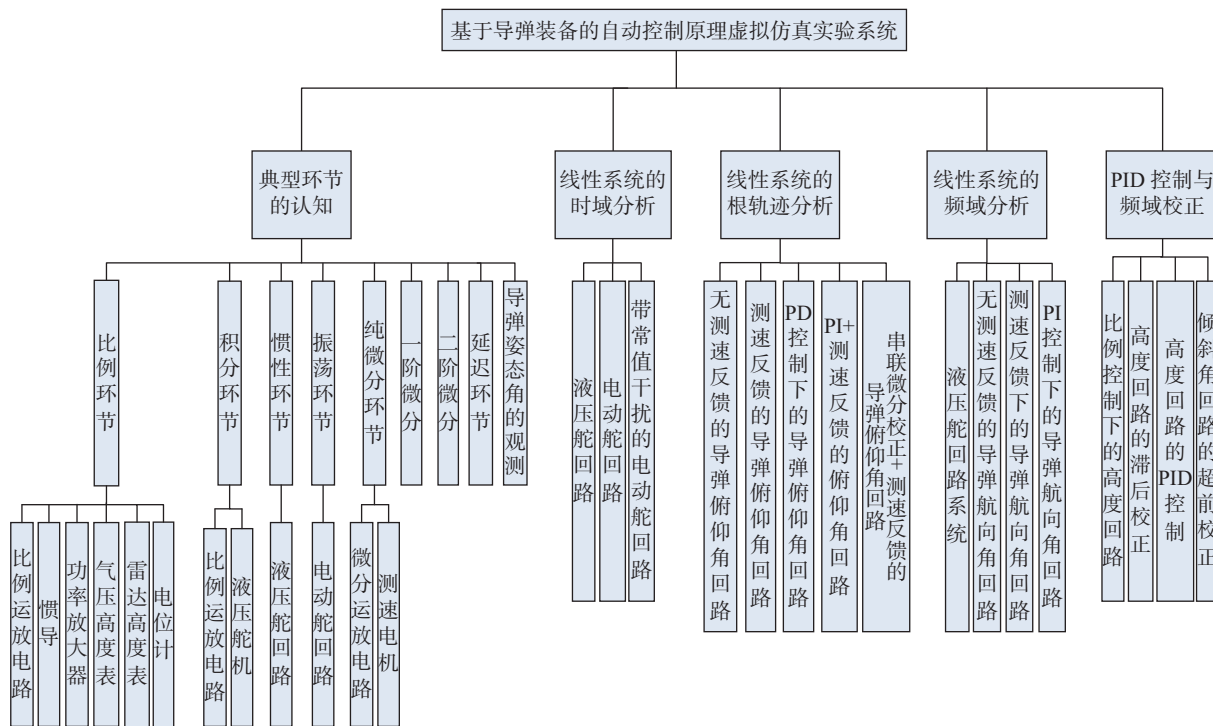 基于导弹装备的自动控制原理虚拟仿真实验系统
典型环节
的认知
线性系统的
时域分析
线性系统的
根轨迹分析
线性系统的
频域分析
PID 控制与
频域校正
比例环节
积分环节
惯性环节
振荡环节
纯微分环节
一阶微分
二阶微分
延迟环节
导弹姿态角的观测
液压舵回路
电动舵回路
带常值干扰的电动舵回路
无测速反馈的导弹俯仰角回路
测速反馈的导弹俯仰角回路
PD控制下的导弹俯仰角回路
PI+测速反馈的俯仰角回路
串联微分校正+测速反馈的
导弹俯仰角回路
液压舵回路系统
无测速反馈的导弹航向角回路
测速反馈下的导弹航向角回路
PI控制下的导弹航向角回路
比例控制下的高度回路
高度回路的滞后校正
高度回路的PID控制
倾斜角回路的超前校正
比例运放电路
惯导
功率放大器
气压高度表
雷达高度表
电位计
比例运放电路
液压舵机
液压舵回路
电动舵回路
微分运放电路
测速电机